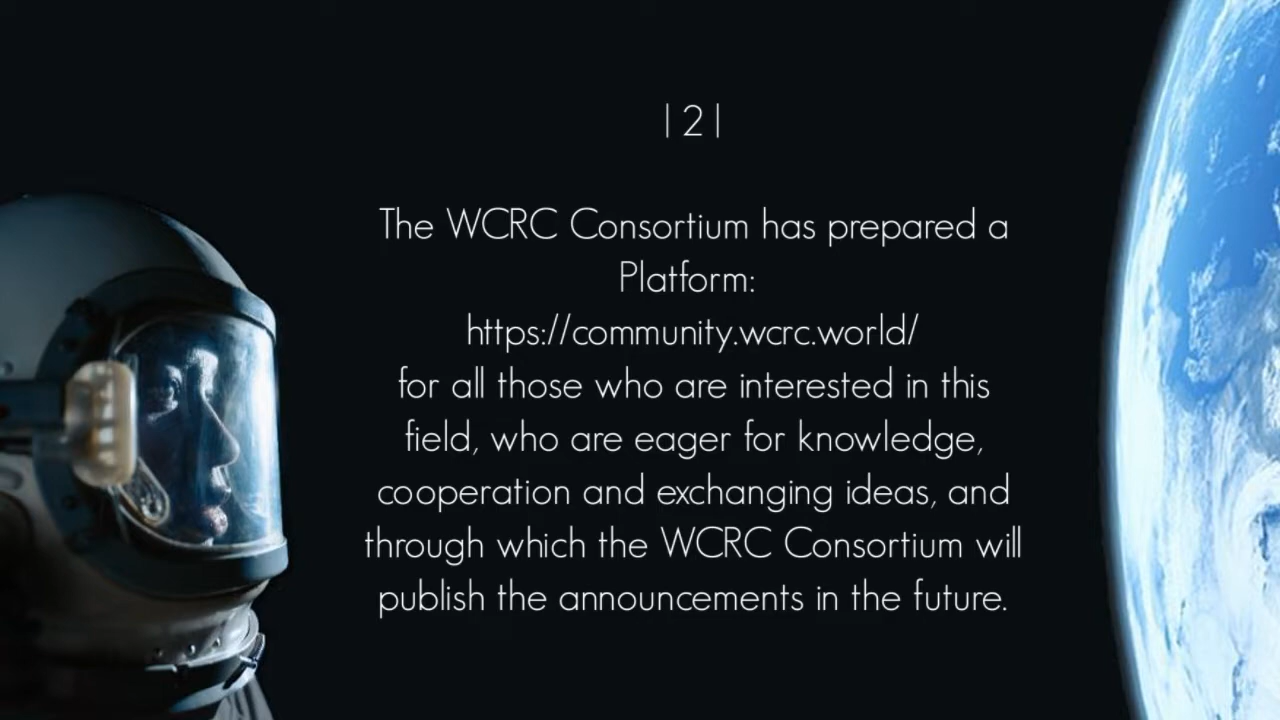 | 2 |
The WCRC Consortium has prepared a
Platform:
https://community.wcrc.world/
for all those who are interested in this
field, who are eager for knowledge,
cooperation and exchanging ideas, and
through which the WCRC Consortium will
publish the announcements in the future.